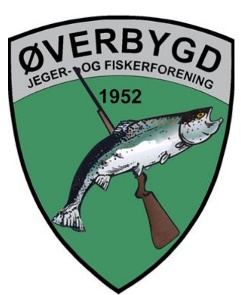 ØVERBYGD
JEGER- OG FISKERFORENING
1952